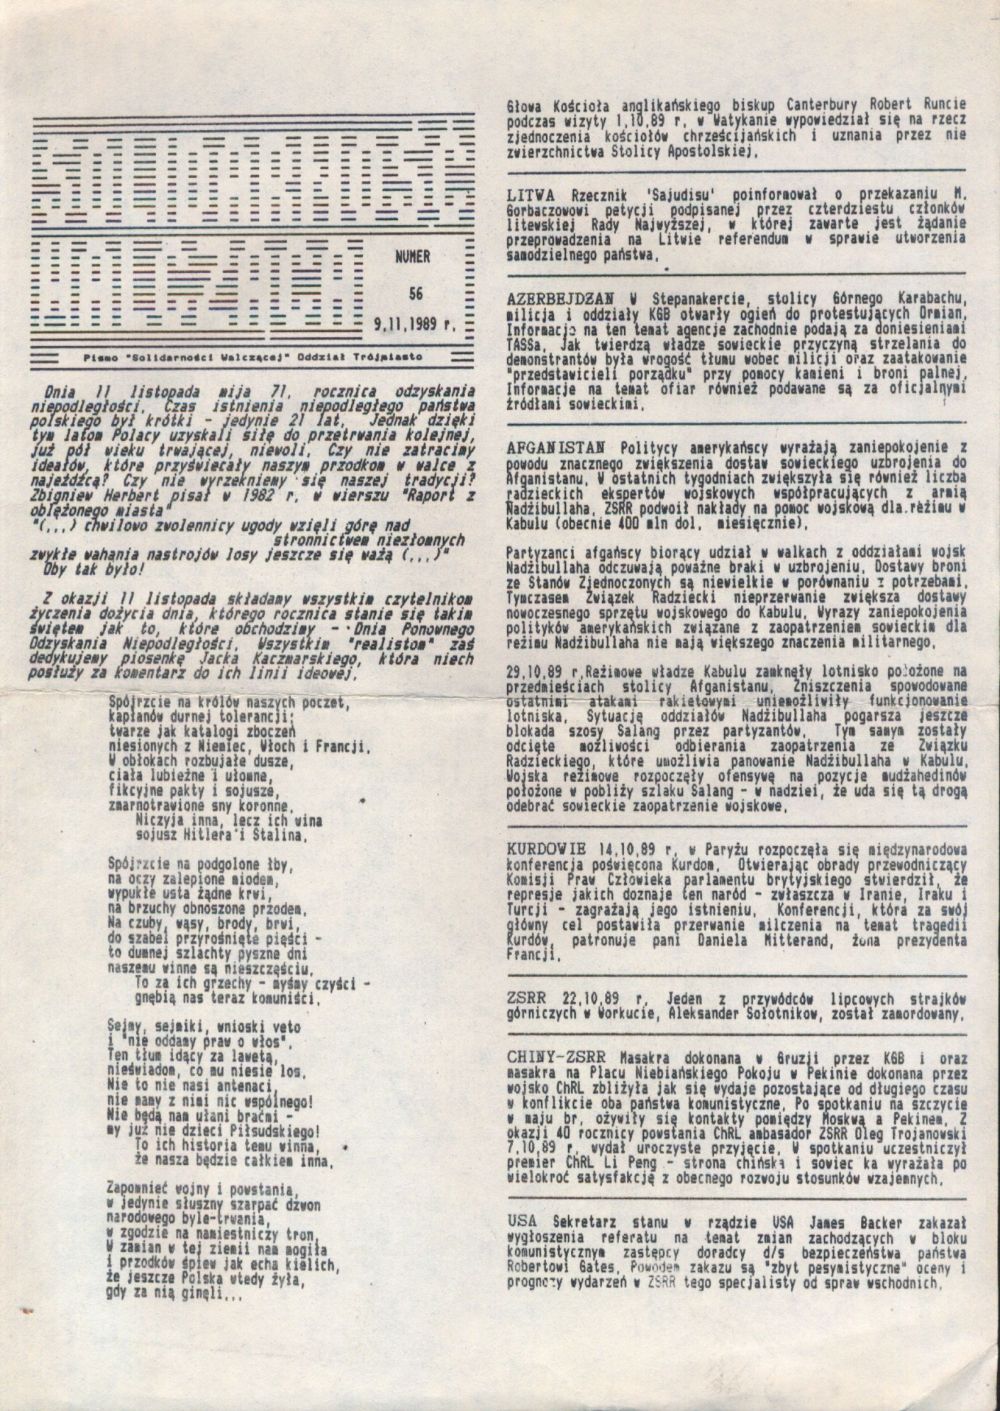 SOLIDARNOŚĆ
WALCZĄCA
NUMER
56
9.11.1989 r.
Pismo "Solidarności Walczącej" Oddział Trójmiasto
Dnia 11 listopada mija 71. rocznica odzyskania
niepodległości. Czas istnienia niepodległego państwa
polskiego był krótki - jedynie 21 lat. Jednak dzięki
tym latom Polacy uzyskali siłę do przetrwania kolejnej,
już pół wieku trwającej, niewoli. Czy nie zatracimy
ideałów, które przyświecały naszym przodkom w walce z
najeźdźcą? Czy nie wyrzekniemy się naszej tradycji?
Zbigniew Herbert pisał w 1982 r. w wierszu "Raport z
oblężonego miasta"
"(...) chwilowo zwolennicy ugody wzięli górę nad
stronnictwem niezłomnych
zwykłe wahania nastrojów losy jeszcze się ważą (...)"
Oby tak było!
Z okazji 11 listopada składamy wszystkim czytelnikom
życzenia dożycia dnia, którego rocznica stanie się takim
świętem jak to, które obchodzimy - Dnia Ponownego
Odzyskania Niepodległości. Wszystkim "realistom" zaś
dedykujemy piosenkę Jacka Kaczmarskiego, która niech
posłuży za komentarz do ich linii ideowej.
Spójrzcie na królów naszych poczet,
kapłanów durnej tolerancji;
twarze jak katalogi zboczeń
niesionych z Niemiec, Włoch i Francji.
W obłokach rozbujałe dusze,
ciała lubieżne i ułomne,
fikcyjne pakty i sojusze,
zmarnotrawione sny koronne.
Niczyja inna, lecz ich wina
sojusz Hitlera i Stalina.
Spójrzcie na podgolone łby,
na oczy zalepione miodem,
wypukłe usta żądne krwi,
na brzuchy obnoszone przodem.
Na czuby, wąsy, brody, brwi,
do szabel przyrośnięte pięści -
to dumnej szlachty pyszne dni
naszemu winne są nieszczęściu.
To za ich grzechy - myśmy czyści -
gnębią nas teraz komuniści.
Sejmy, sejmiki, wnioski veto
i "nie oddamy praw o włos".
Ten tłum idący za lawetą,
nieświadom, co mu niesie los.
Nie to nie nasi antenaci,
nie mamy z nimi nic wspólnego!
Nie będą nam ułani braćmi -
my już nie dzieci Piłsudskiego!
To ich historia temu winna,
że nasza będzie całkiem inna.
Zapomnieć wojny i powstania,
w jedynie słuszny szarpać dzwon
narodowego byle-trwania,
w zgodzie na namiestniczy tron.
W zamian w tej ziemii nam mogiła
i przodków śpiew jak echa kielich,
że jeszcze Polska wtedy żyła,
gdy za nią ginęli...
Głowa Kościoła anglikańskiego biskup Canterbury Robert Runcie
podczas wizyty 1.10.89 r. w Watykanie wypowiedział się na rzecz
zjednoczenia kościołów chrześcijańskich i uznania przez nie
zwierzchnictwa Stolicy Apostolskiej.
LITWA Rzecznik 'Sajudisu' poinformował o przekazaniu M.
Gorbaczowowi petycji podpisanej przez czterdziestu członków
litewskiej Rady Najwyższej, w której zawarte jest żądanie
przeprowadzenia na Litwie referendum w sprawie utworzenia
samodzielnego państwa.
AZERBEJDŻAN W Stepanakercie, stolicy Górnego Karabachu,
milicja i oddziały KGB otwarły ogień do protestujących Ormian.
Informacje na ten temat agencje zachodnie podają za doniesieniami
TASSa. Jak twierdzą władze sowieckie przyczyną strzelania do
demonstrantów była wrogość tłumu wobec milicji oraz zaatakowanie
"przedstawicieli porządku" przy pomocy kamieni i broni palnej.
Informacje na temat ofiar również podawane są za oficjalnymi
źródłami sowieckimi.
AFGANISTAN Politycy amerykańscy wyrażają zaniepokojenie z
powodu znacznego zwiększenia dostaw sowieckiego uzbrojenia do
Afganistanu. W ostatnich tygodniach zwiększyła się również liczba
radzieckich ekspertów wojskowych współpracujących z armią
Nadżibullaha. ZSRR podwoił nakłady na pomoc wojskową dla reżimu w
Kabulu (obecnie 400 mln dol. miesięcznie).
Partyzanci afgańscy biorący udział w walkach z oddziałami wojsk
Nadżibullaha odczuwają poważne braki w uzbrojeniu. Dostawy broni
ze Stanów Zjednoczonych są niewielkie w porównaniu z potrzebami.
Tymczasem Związek Radziecki nieprzerwanie zwiększa dostawy
nowoczesnego sprzętu wojskowego do Kabulu. Wyrazy zaniepokojenia
polityków amerykańskich związane z zaopatrzeniem sowieckim dla
reżimu Nadżibullaha nie mają większego znaczenia militarnego.
29.10.89 r.Reżimowe władze Kabulu zamknęły lotnisko położone na
przedmieściach stolicy Afganistanu. Zniszczenia spowodowane
ostatnimi atakami rakietowymi uniemożliwiły funkcjonowanie
lotniska. Sytuację oddziałów Nadżibullaha pogarsza jeszcze
blokada szosy Salang przez partyzantów. Tym samym zostały
odcięte możliwości odbierania zaopatrzenia ze Związku
Radzieckiego, które umożliwia panowanie Nadżibullaha w Kabulu.
Wojska reżimowe rozpoczęły ofensywę na pozycje mudżahedinów
położone w pobliży szlaku Salang - w nadziei, że uda się tą drogą
odebrać sowieckie zaopatrzenie wojskowe.
KURDOWIE 14.10.89 r. w Paryżu rozpoczęła się międzynarodowa
konferencja poświęcona Kurdom. Otwierając obrady przewodniczący
Komisji Praw Człowieka parlamentu brytyjskiego stwierdził, że
represje jakich doznaje ten naród - zwłaszcza w Iranie, Iraku i
Turcji - zagrażają jego istnieniu. Konferencji, która za swój
główny cel postawiła przerwanie milczenia na temat tragedii
Kurdów, patronuje pani Daniela Mitterand, żona prezydenta
Francji.
ZSRR 22.10.89 r. Jeden z przywódców lipcowych strajków
górniczych w Workucie, Aleksander Sołotnikow, został zamordowany.
CHINY-ZSRR Masakra dokonana w Gruzji przez KGB i oraz
masakra na Placu Niebiańskiego Pokoju w Pekinie dokonana przez
wojsko ChRL zbliżyła jak się wydaje pozostające od długiego czasu
w konflikcie oba państwa komunistyczne. Po spotkaniu na szczycie
w maju br. ożywiły się kontakty pomiędzy Moskwą a Pekinem. Z
okazji 40 rocznicy powstania ChRL ambasador ZSRR Oleg Trojanowski
7.10.89 r. wydał uroczyste przyjęcie. W spotkaniu uczestniczył
premier ChRL Li Peng - strona chińska i sowiec ka wyrażała po
wielokroć satysfakcję z obecnego rozwoju stosunków wzajemnych.
USA Sekretarz stanu w rządzie USA James Backer zakazał
wygłoszenia referatu na temat zmian zachodzących w bloku
komunistycznym zastępcy doradcy d/s bezpieczeństwa państwa
Robertowi Gates. Powodem zakazu są "zbyt pesymistyczne" oceny i
prognozy wydarzeń w ZSRR tego specjalisty od spraw wschodnich.